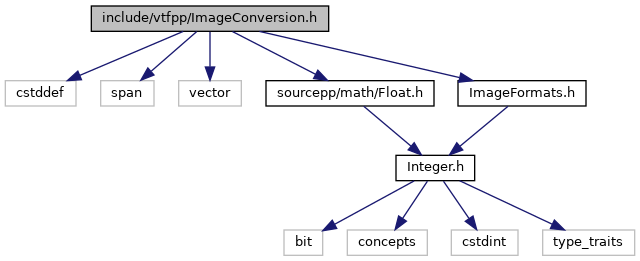 include/vtfpp/ImageConversion.h
cstddef
span
vector
sourcepp/math/Float.h
ImageFormats.h
Integer.h
bit
concepts
cstdint
type_traits